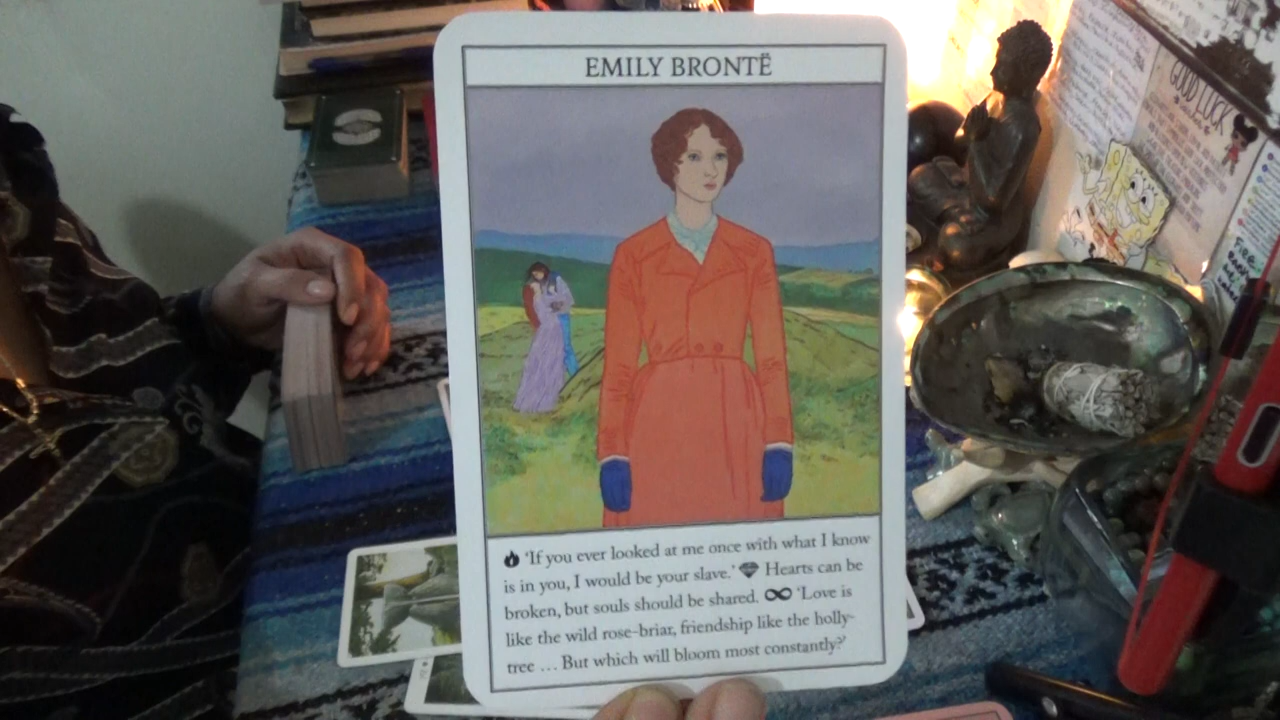 EMILY BRONTË
'If you ever looked at me once with what I know
is in you, I would be your slave.' Hearts can be
broken, but souls should be shared. 'Love is
like the wild rose-briar, friendship like the holly-
tree ... But which will bloom most constantly?'
GOOD LUCK